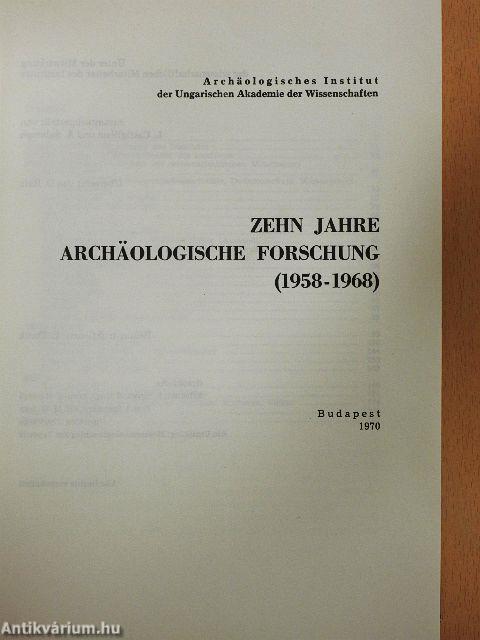 Archäologisches Institut
der Ungarischen Akademie der Wissenschaften
ZEHN JAHRE
ARCHÄOLOGISCHE FORSCHUNG
(1958-1968)
Budapest
1970
Antikvárium.hu